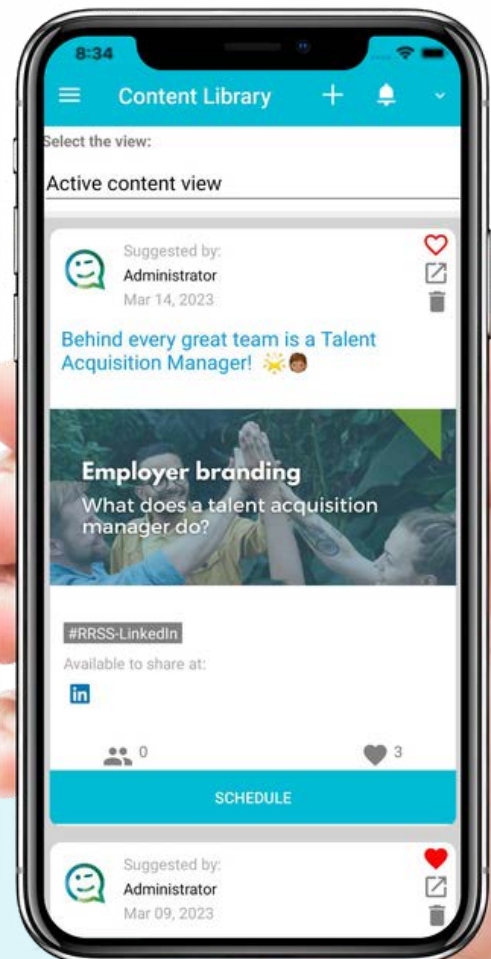 8:34
Content Library
Select the view:
Active content view
Suggested by:
Administrator
Mar 14, 2023
Behind every great team is a Talent
Acquisition Manager! 🌟👦🏾
Employer branding
What does a talent acquisition
manager do?
#RRSS-LinkedIn
Available to share at:
in
0
3
SCHEDULE
Suggested by:
Administrator
Mar 09, 2023